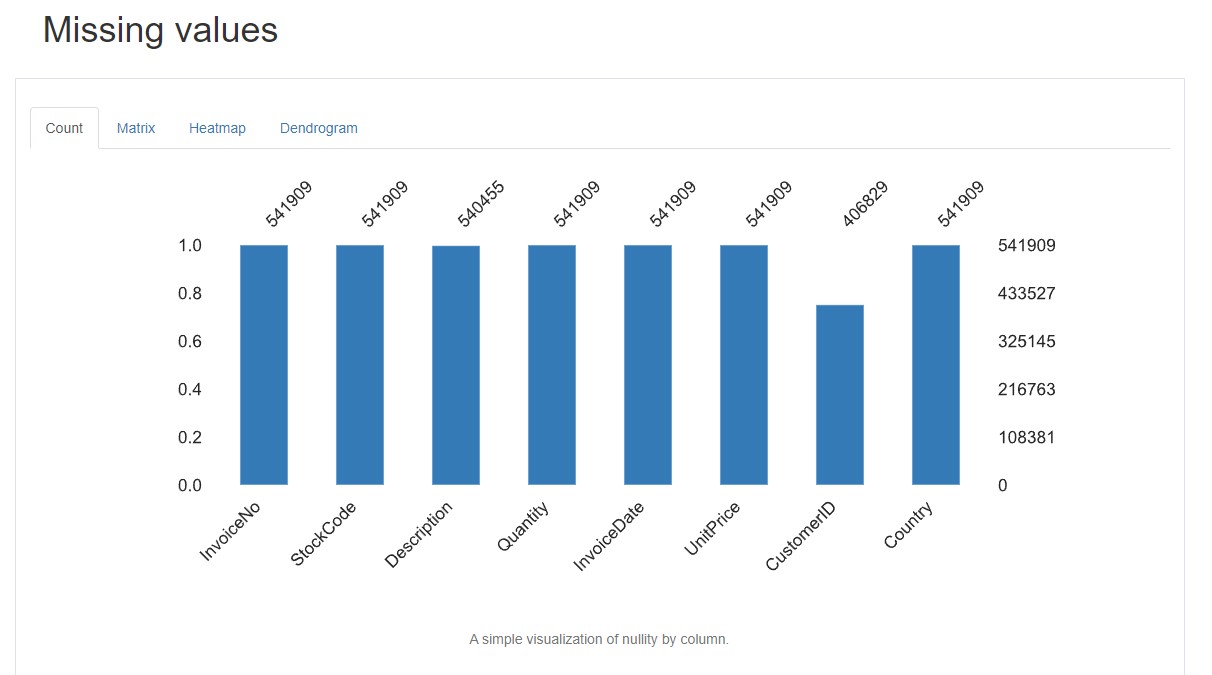 Missing values
Count Matrix Heatmap Dendrogram
541909 541909 540455 541909 541909 541909 406829 541909
1.0 541909
0.8 433527
0.6 325145
0.4 216763
0.2 108381
0.0 0
InvoiceNo StockCode Description Quantity InvoiceDate UnitPrice CustomerID Country
A simple visualization of nullity by column.